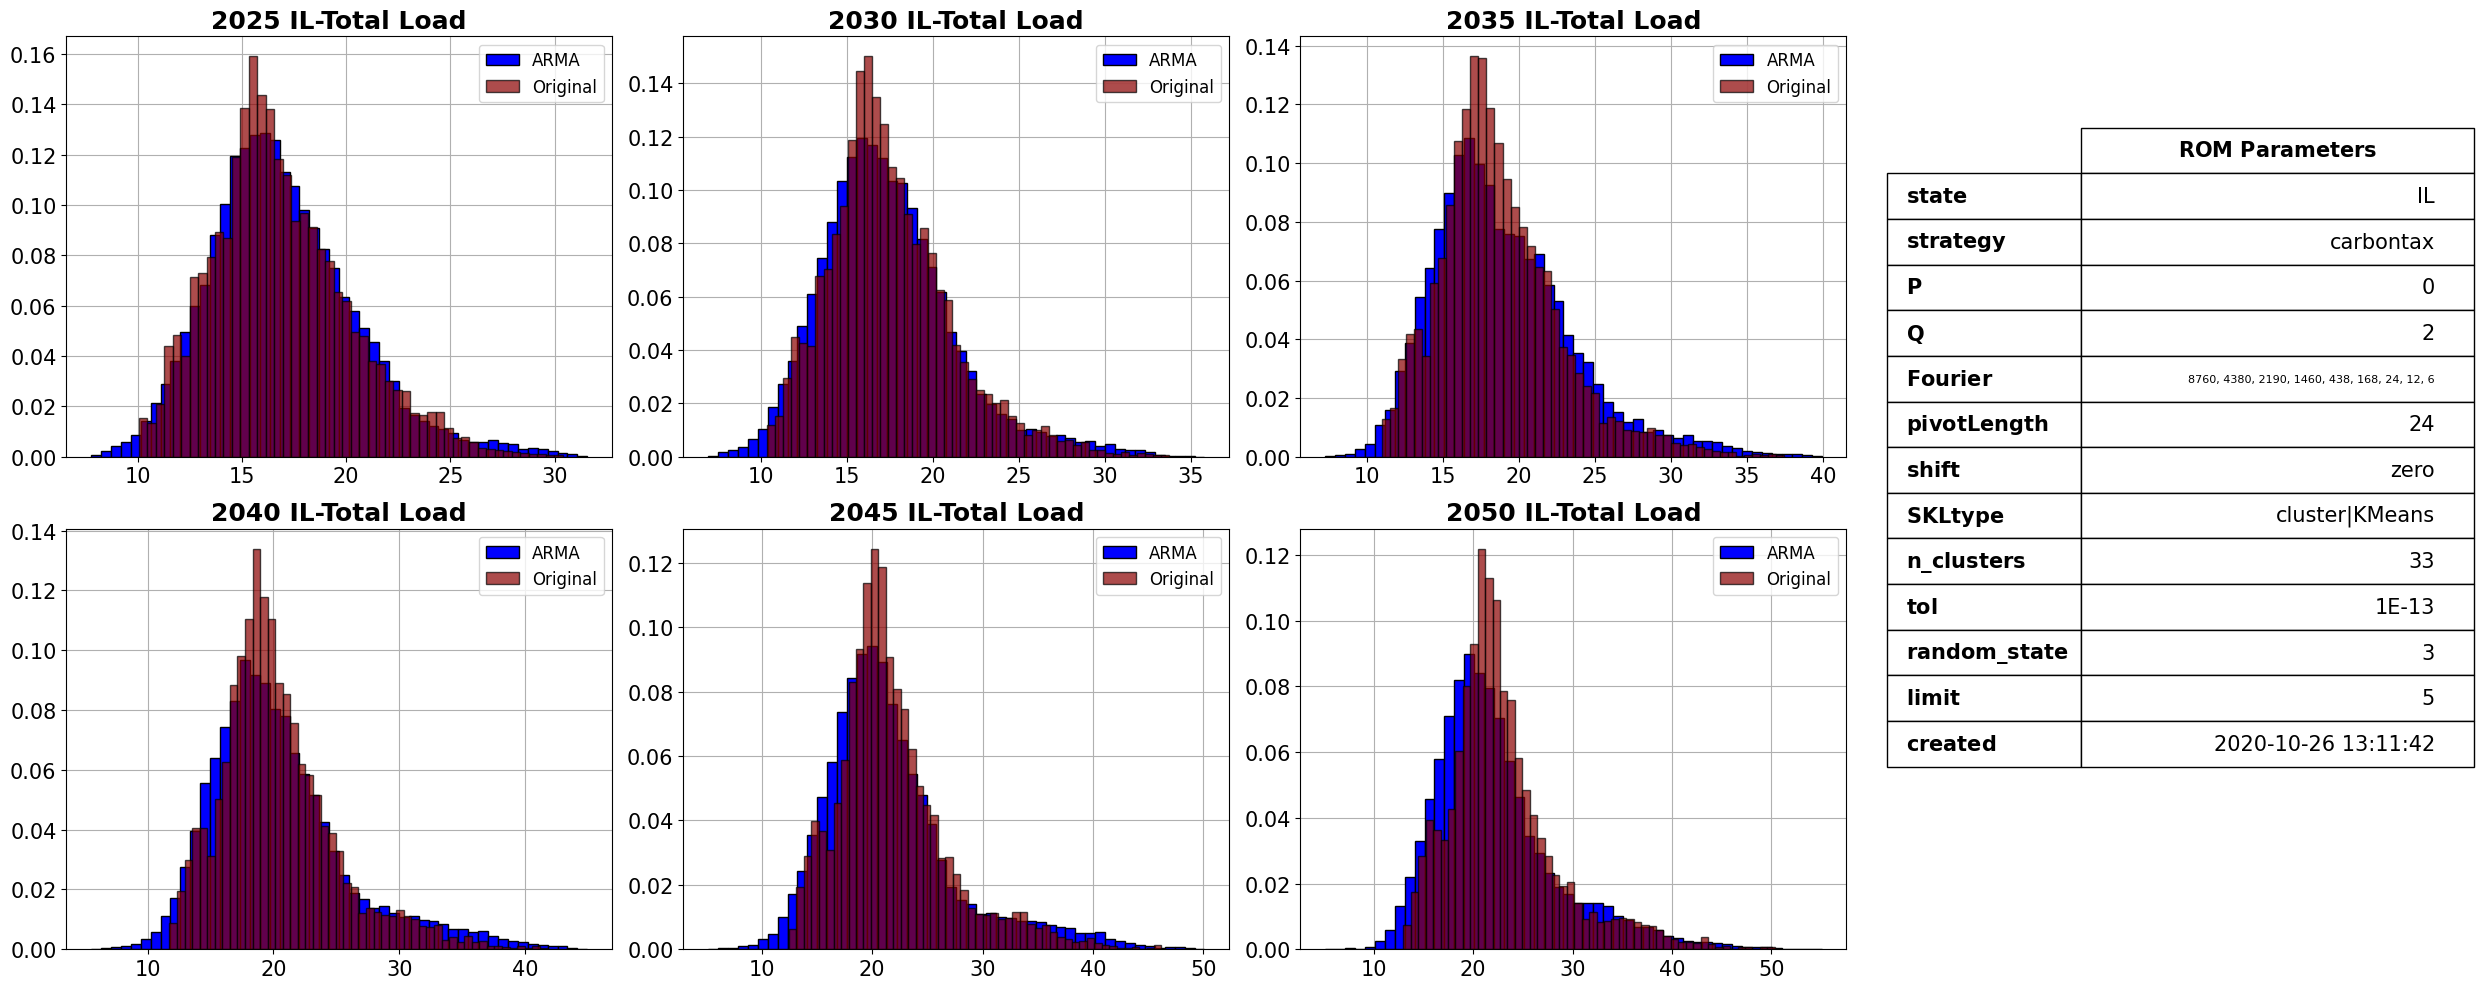 2025 IL-Total Load
0.16
0.14
0.12
0.10
0.08
0.06
0.04
0.02
0.00
10 15 20 25 30
ARMA
Original
2030 IL-Total Load
0.14
0.12
0.10
0.08
0.06
0.04
0.02
0.00
10 15 20 25 30 35
ARMA
Original
2035 IL-Total Load
0.14
0.12
0.10
0.08
0.06
0.04
0.02
0.00
10 15 20 25 30 35 40
ARMA
Original
2040 IL-Total Load
0.14
0.12
0.10
0.08
0.06
0.04
0.02
0.00
10 20 30 40
ARMA
Original
2045 IL-Total Load
0.12
0.10
0.08
0.06
0.04
0.02
0.00
10 20 30 40 50
ARMA
Original
2050 IL-Total Load
0.12
0.10
0.08
0.06
0.04
0.02
0.00
10 20 30 40 50
ARMA
Original
ROM Parameters
state IL
strategy carbontax
P 0
Q 2
Fourier 8760, 4380, 2190, 1460, 438, 168, 24, 12, 6
pivotLength 24
shift zero
SKLtype cluster|KMeans
n_clusters 33
tol 1E-13
random_state 3
limit 5
created 2020-10-26 13:11:42